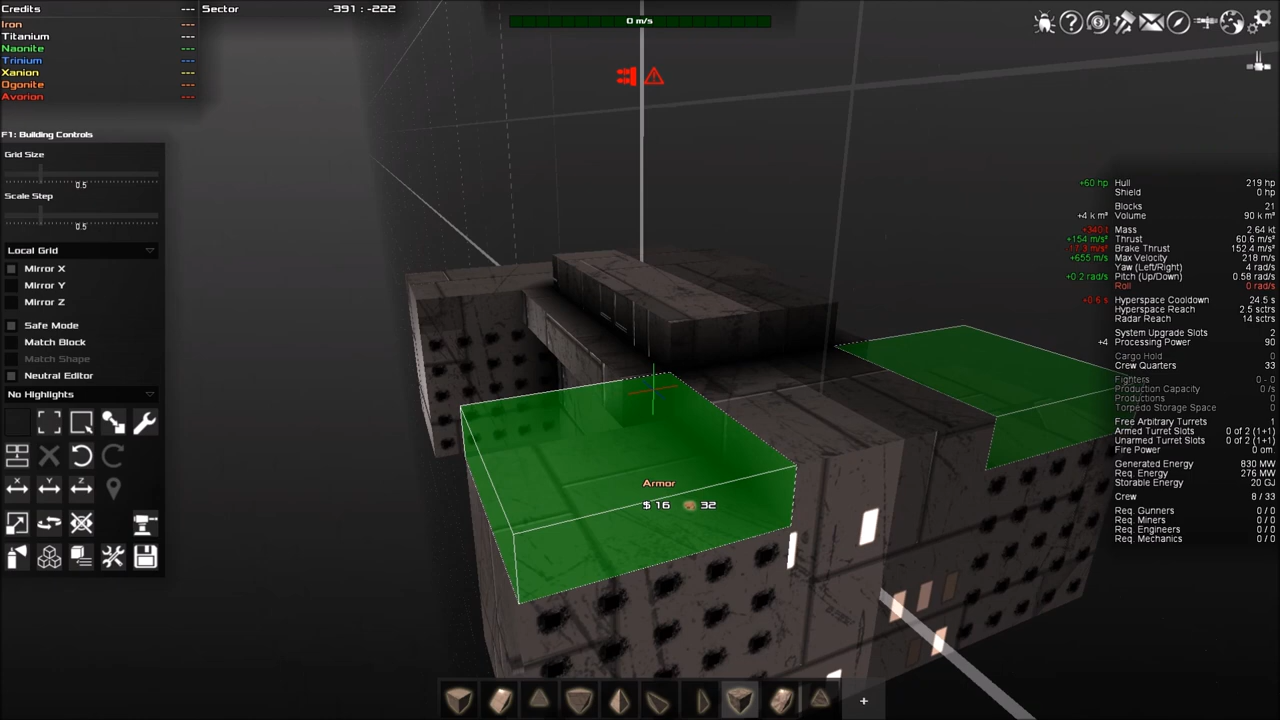 Credits ---
Sector -391 : -222
0 m/s
Iron ---
Titanium ---
Naonite ---
Trinium ---
Xanion ---
Ogonite ---
Avorion ---
F1: Building Controls
Grid Size
0.5
Scale Step
0.5
Local Grid
Mirror X
Mirror Y
Mirror Z
Safe Mode
Match Block
Match Shape
Neutral Editor
No Highlights
X Y Z
Armor
$ 16 32
+60 hp Hull 219 hp
Shield 0 hp
Blocks 21
+4 k m³ Volume 90 k m³
+340 t Mass 2.64 kt
+154 m/s² Thrust 60.6 m/s²
Brake Thrust 152.4 m/s²
+655 m/s Max Velocity 218 m/s
Yaw (Left/Right) 4 rad/s
+0.2 rad/s Pitch (Up/Down) 0.58 rad/s
Roll 0 rad/s
+0.6 s Hyperspace Cooldown 24.5 s
Hyperspace Reach 2.5 sctrs
Radar Reach 14 sctrs
System Upgrade Slots 2
+4 Processing Power 90
Cargo Hold 0
Crew Quarters 33
Fighters 0 - 0
Production Capacity 0 /s
Productions 0
Torpedo Storage Space 0
Free Arbitrary Turrets 1
Armed Turret Slots 0 of 2 (1+1)
Unarmed Turret Slots 0 of 2 (1+1)
Fire Power 0 om.
Generated Energy 830 MW
Req. Energy 276 MW
Storable Energy 20 GJ
Crew 8 / 33
Req. Gunners 0 / 0
Req. Miners 0 / 0
Req. Engineers 0 / 0
Req. Mechanics 0 / 0
+